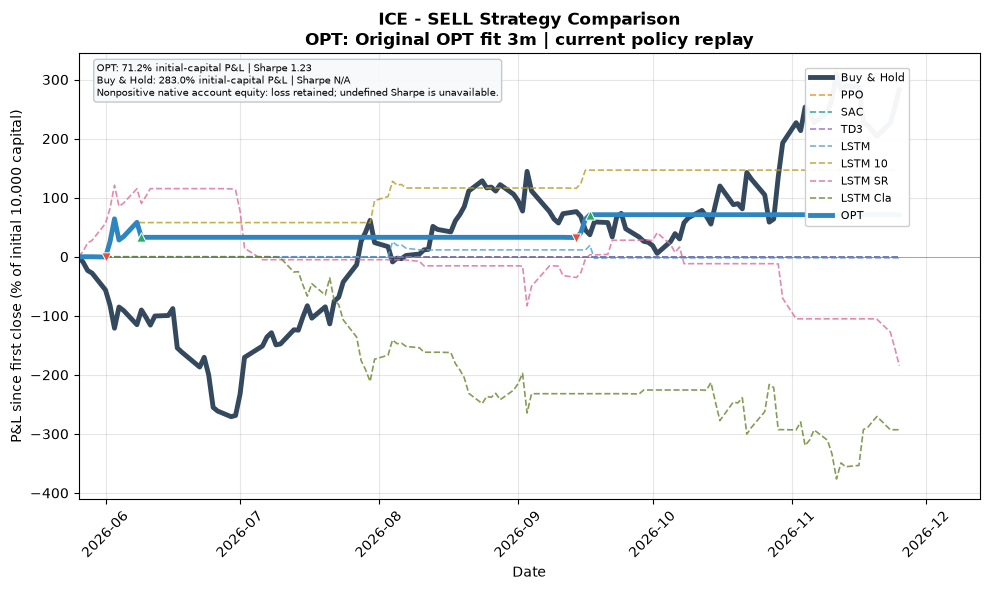 ICE - SELL Strategy Comparison
OPT: Original OPT fit 3m | current policy replay
OPT: 71.2% initial-capital P&L | Sharpe 1.23
Buy & Hold: 283.0% initial-capital P&L | Sharpe N/A
Nonpositive native account equity: loss retained; undefined Sharpe is unavailable.
Buy & Hold
PPO
SAC
TD3
LSTM
LSTM 10
LSTM SR
LSTM Cla
OPT
P&L since first close (% of initial 10,000 capital)
300
200
100
0
−100
−200
−300
−400
2026-06
2026-07
2026-08
2026-09
2026-10
2026-11
2026-12
Date